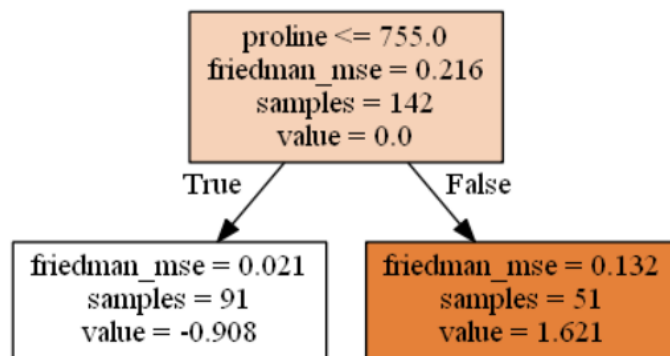 proline <= 755.0
friedman_mse = 0.216
samples = 142
value = 0.0
True
False
friedman_mse = 0.021
samples = 91
value = -0.908
friedman_mse = 0.132
samples = 51
value = 1.621